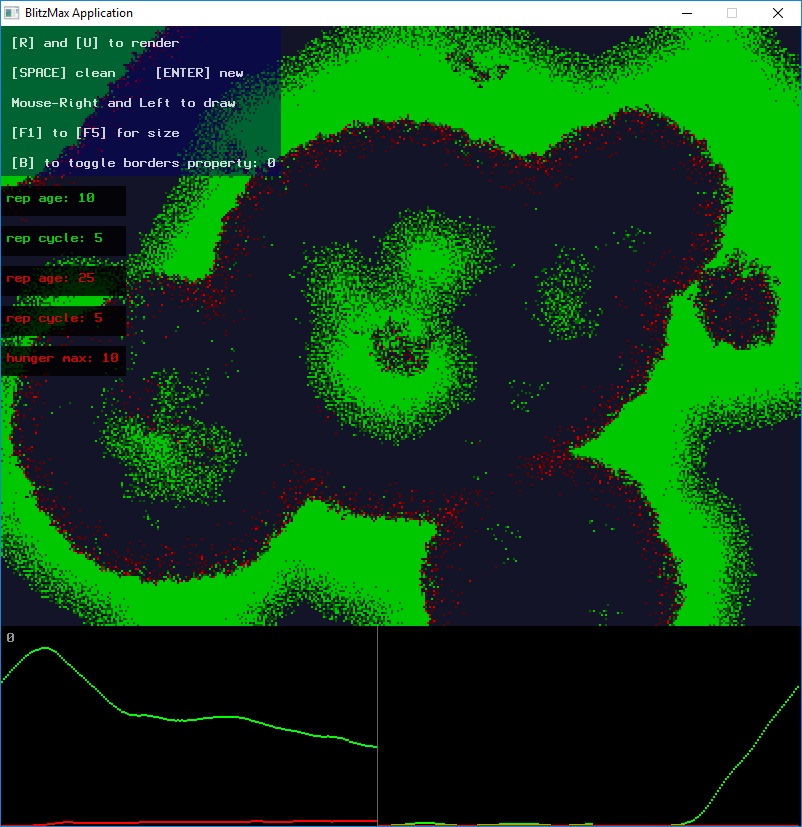 BlitzMax Application
[R] and [U] to render
[SPACE] clean [ENTER] new
Mouse-Right and Left to draw
[F1] to [F5] for size
[B] to toggle borders property: 0
rep age: 10
rep cycle: 5
rep age: 25
rep cycle: 5
hunger max: 10
0